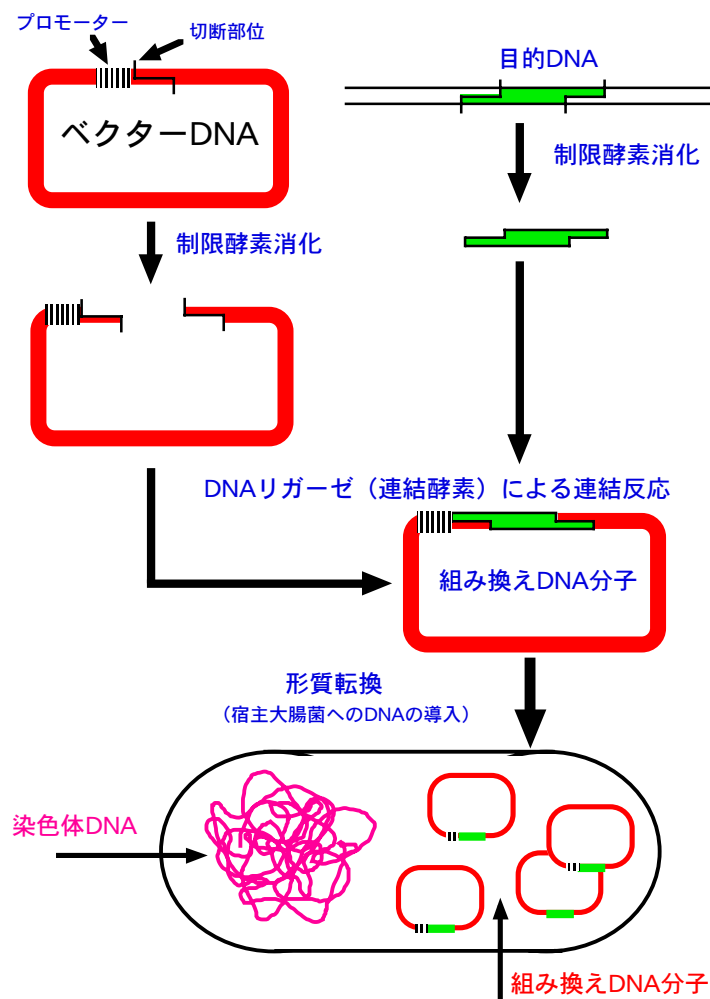 プロモーター
切断部位
ベクターDNA
目的DNA
制限酵素消化
制限酵素消化
DNAリガーゼ（連結酵素）による連結反応
組み換えDNA分子
形質転換
（宿主大腸菌へのDNAの導入）
染色体DNA
組み換えDNA分子